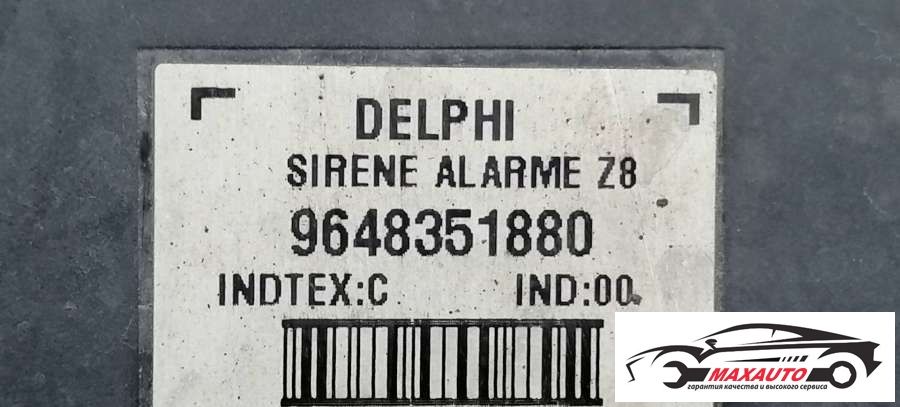 DELPHI
SIRENE ALARME Z8
9648351880
INDTEX:C IND:00
MAXAUTO
гарантия качества и высокого сервиса